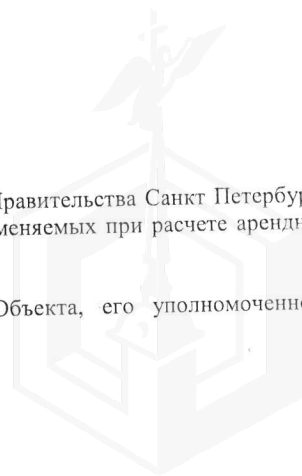 Правительства Санкт Петербур
меняемых при расчете арендн
Объекта, его уполномоченн